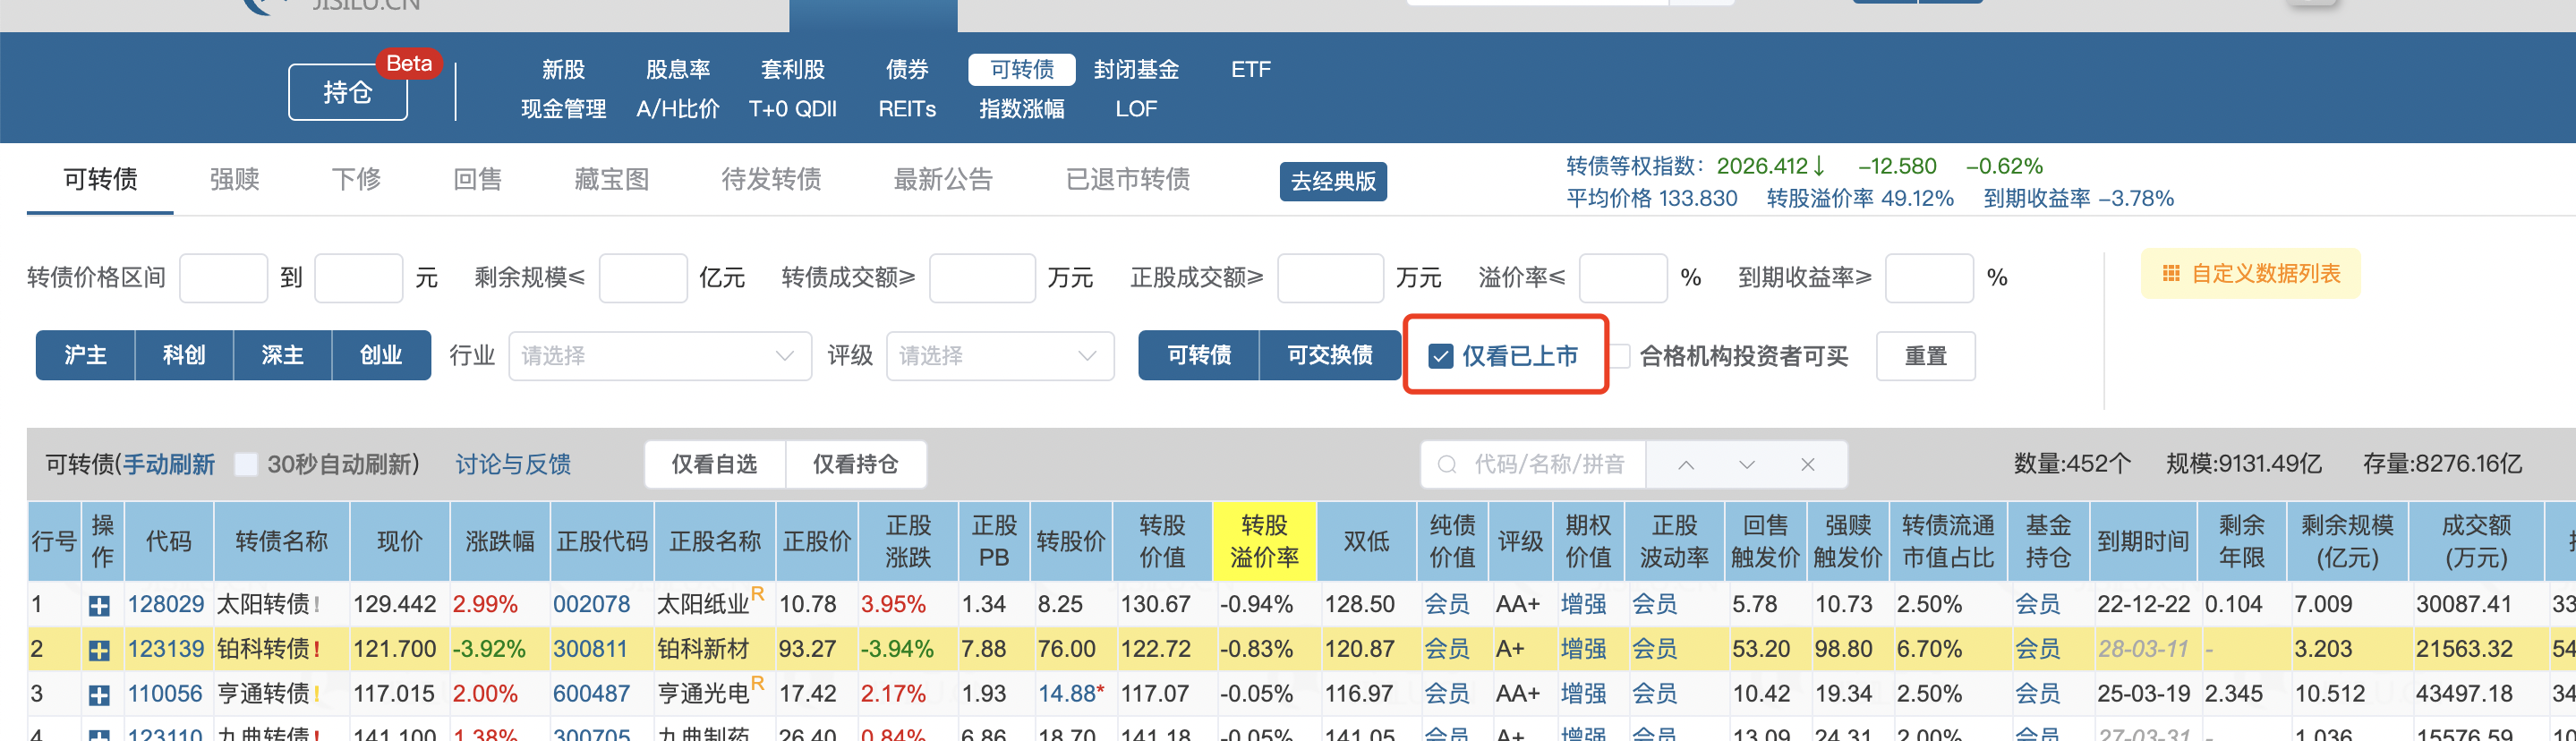 JISILU.CN
持仓 Beta
新股 股息率 套利股 债券 可转债 封闭基金 ETF
现金管理 A/H比价 T+0 QDII REITs 指数涨幅 LOF
可转债 强赎 下修 回售 藏宝图 待发转债 最新公告 已退市转债 去经典版
转债等权指数: 2026.412↓ -12.580 -0.62%
平均价格 133.830 转股溢价率 49.12% 到期收益率 -3.78%
转债价格区间 到 元 剩余规模≤ 亿元 转债成交额≥ 万元 正股成交额≥ 万元 溢价率≤ % 到期收益率≥ % 自定义数据列表
沪主 科创 深主 创业 行业 请选择 评级 请选择 可转债 可交换债 仅看已上市 合格机构投资者可买 重置
可转债(手动刷新 30秒自动刷新) 讨论与反馈 仅看自选 仅看持仓 代码/名称/拼音 数量:452个 规模:9131.49亿 存量:8276.16亿
行号 操作 代码 转债名称 现价 涨跌幅 正股代码 正股名称 正股价 正股涨跌 正股PB 转股价 转股价值 转股溢价率 双低 纯债价值 评级 期权价值 正股波动率 回售触发价 强赎触发价 转债流通市值占比 基金持仓 到期时间 剩余年限 剩余规模(亿元) 成交额(万元)
1 128029 太阳转债! 129.442 2.99% 002078 太阳纸业R 10.78 3.95% 1.34 8.25 130.67 -0.94% 128.50 会员 AA+ 增强 会员 5.78 10.73 2.50% 会员 22-12-22 0.104 7.009 30087.41 33
2 123139 铂科转债! 121.700 -3.92% 300811 铂科新材 93.27 -3.94% 7.88 76.00 122.72 -0.83% 120.87 会员 A+ 增强 会员 53.20 98.80 6.70% 会员 28-03-11 - 3.203 21563.32 54
3 110056 亨通转债! 117.015 2.00% 600487 亨通光电R 17.42 2.17% 1.93 14.88* 117.07 -0.05% 116.97 会员 AA+ 增强 会员 10.42 19.34 2.50% 会员 25-03-19 2.345 10.512 43497.18 34
4 123110 九典转债! 141.100 1.38% 300705 九典制药 26.40 0.84% 6.86 18.70 141.18 -0.05% 141.05 会员 A+ 增强 会员 13.09 24.31 2.00% 会员 27-03-31 - 1.036 15576.59 10